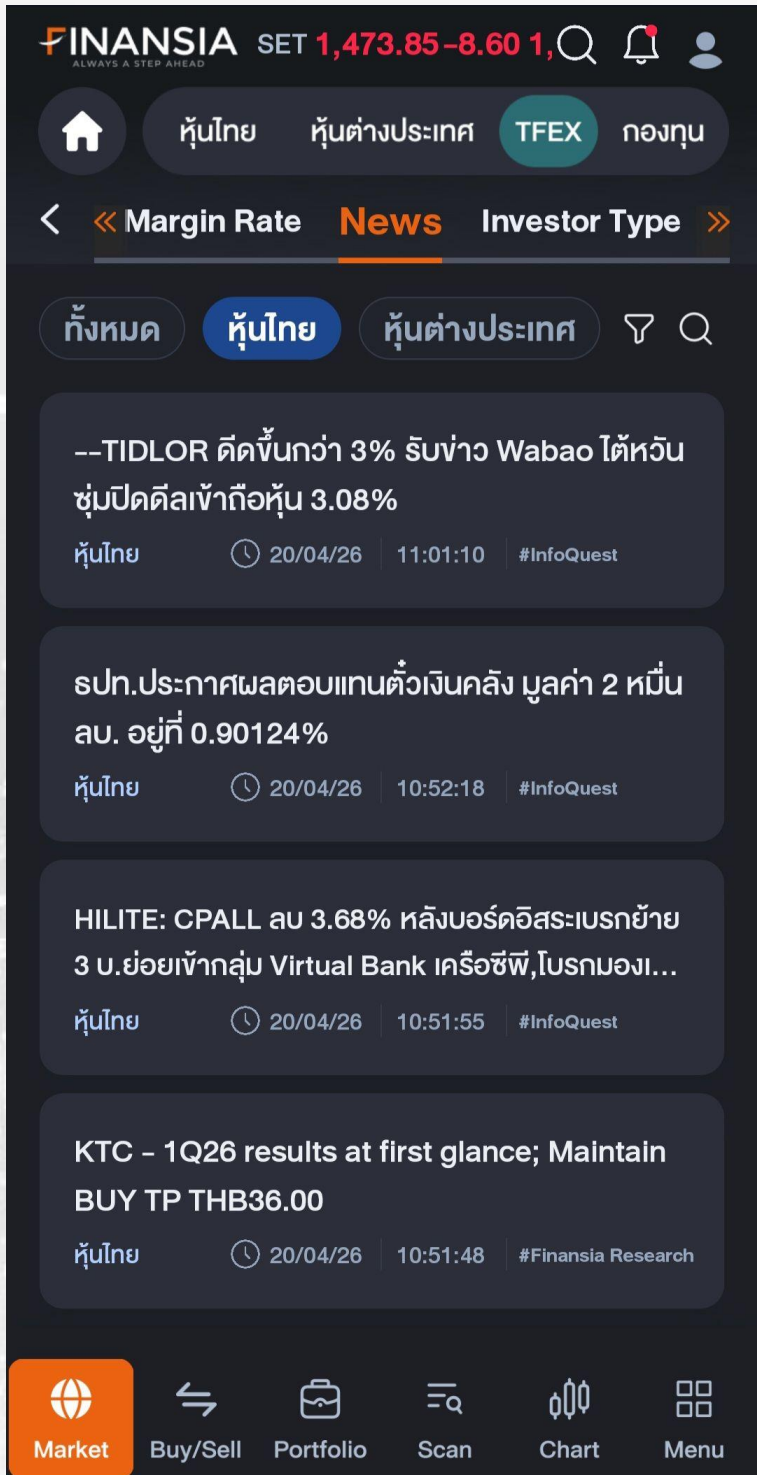 FINANSIA SET 1,473.85-8.60 1,
ALWAYS A STEP AHEAD
หุ้นไทย หุ้นต่างประเทศ TFEX กองทุน
Margin Rate News Investor Type
ทั้งหมด หุ้นไทย หุ้นต่างประเทศ
--TIDLOR ดีดขึ้นกว่า 3% รับข่าว Wabao ไต้หวัน
ซุ่มปิดดีลเข้าถือหุ้น 3.08%
หุ้นไทย 20/04/26 11:01:10 #InfoQuest
ธปท.ประกาศผลตอบแทนตั๋วเงินคลัง มูลค่า 2 หมื่น
ลบ. อยู่ที่ 0.90124%
หุ้นไทย 20/04/26 10:52:18 #InfoQuest
HILITE: CPALL ลบ 3.68% หลังบอร์ดอิสระเบรกย้าย
3 บ.ย่อยเข้ากลุ่ม Virtual Bank เครือซีพี,โบรกมองเ...
หุ้นไทย 20/04/26 10:51:55 #InfoQuest
KTC – 1Q26 results at first glance; Maintain
BUY TP THB36.00
หุ้นไทย 20/04/26 10:51:48 #Finansia Research
Market Buy/Sell Portfolio Scan Chart Menu